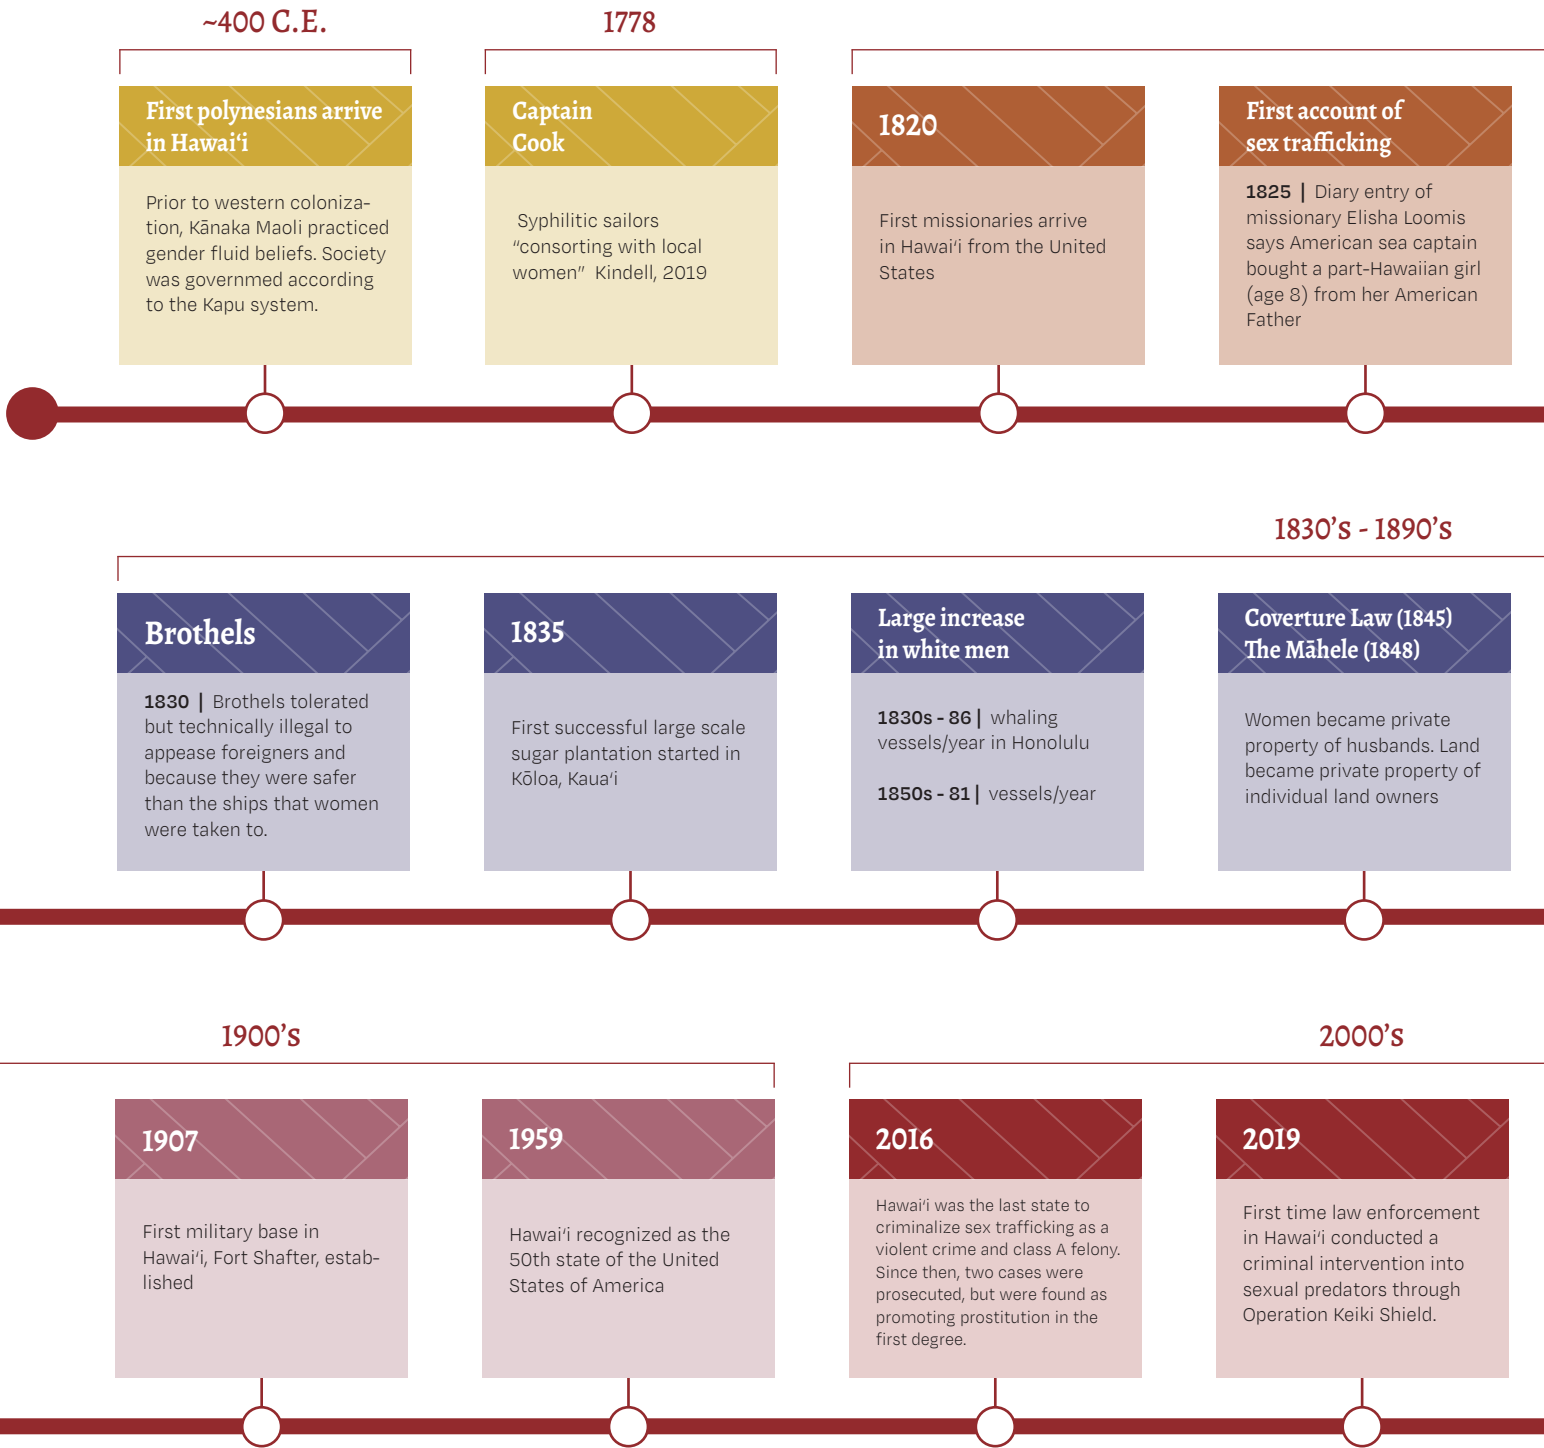 ~400 C.E.
1778
First polynesians arrive
in Hawai‘i
Prior to western coloniza-
tion, Kānaka Maoli practiced
gender fluid beliefs. Society
was governmed according
to the Kapu system.
Captain
Cook
Syphilitic sailors
“consorting with local
women”  Kindell, 2019
1820
First missionaries arrive
in Hawai‘i from the United
States
First account of
sex trafficking
1825 | Diary entry of
missionary Elisha Loomis
says American sea captain
bought a part-Hawaiian girl
(age 8) from her American
Father
1830’s - 1890’s
Brothels
1830 | Brothels tolerated
but technically illegal to
appease foreigners and
because they were safer
than the ships that women
were taken to.
1835
First successful large scale
sugar plantation started in
Kōloa, Kaua‘i
Large increase
in white men
1830s - 86 | whaling
vessels/year in Honolulu
1850s - 81 | vessels/year
Coverture Law (1845)
The Māhele (1848)
Women became private
property of husbands. Land
became private property of
individual land owners
1900’s
2000’s
1907
First military base in
Hawai‘i, Fort Shafter, estab-
lished
1959
Hawai‘i recognized as the
50th state of the United
States of America
2016
Hawai‘i was the last state to
criminalize sex trafficking as a
violent crime and class A felony.
Since then, two cases were
prosecuted, but were found as
promoting prostitution in the
first degree.
2019
First time law enforcement
in Hawai‘i conducted a
criminal intervention into
sexual predators through
Operation Keiki Shield.